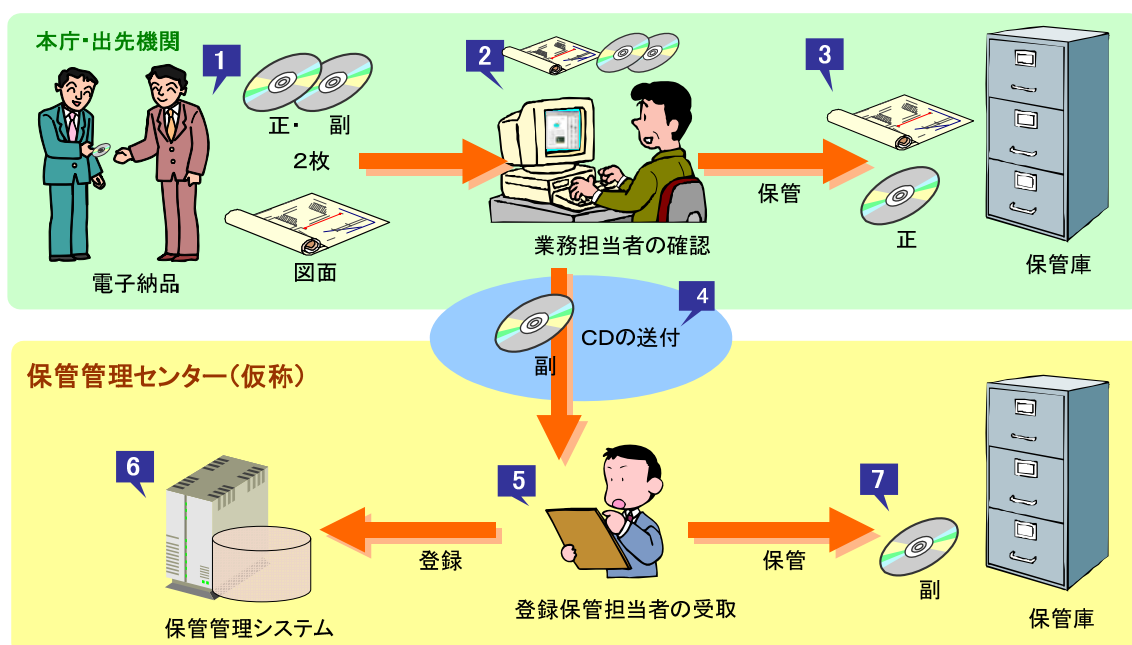 本庁・出先機関
1
正・ 副
2枚
図面
電子納品
2
業務担当者の確認
3
保管
正
保管庫
4
CDの送付
副
保管管理センター(仮称)
5
登録保管担当者の受取
6
登録
保管管理システム
7
保管
副
保管庫